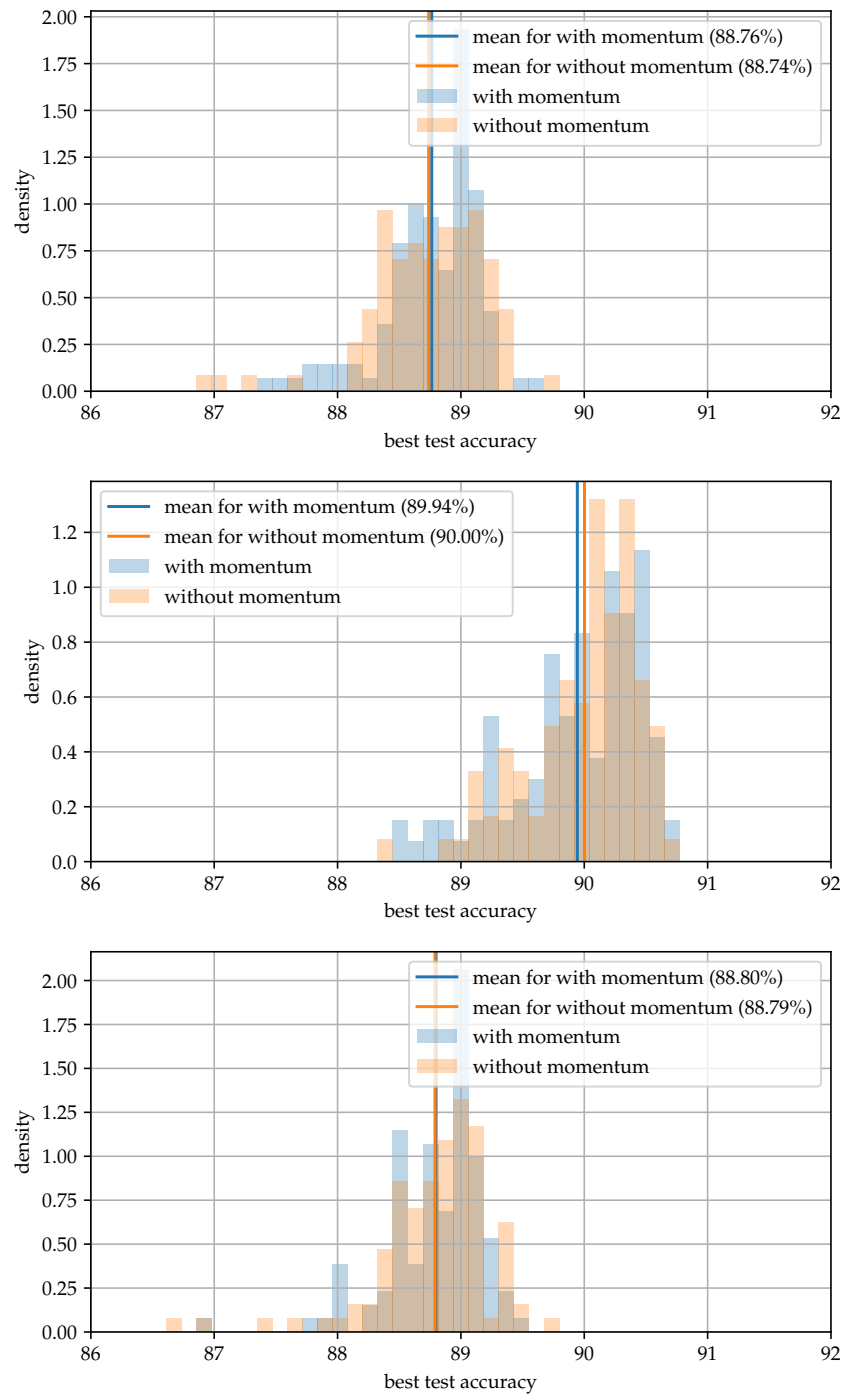 2.00
1.75
1.50
1.25
1.00
0.75
0.50
0.25
0.00
density
mean for with momentum (88.76%)
mean for without momentum (88.74%)
with momentum
without momentum
86 87 88 89 90 91 92
best test accuracy
1.2
1.0
0.8
0.6
0.4
0.2
0.0
density
mean for with momentum (89.94%)
mean for without momentum (90.00%)
with momentum
without momentum
86 87 88 89 90 91 92
best test accuracy
2.00
1.75
1.50
1.25
1.00
0.75
0.50
0.25
0.00
density
mean for with momentum (88.80%)
mean for without momentum (88.79%)
with momentum
without momentum
86 87 88 89 90 91 92
best test accuracy